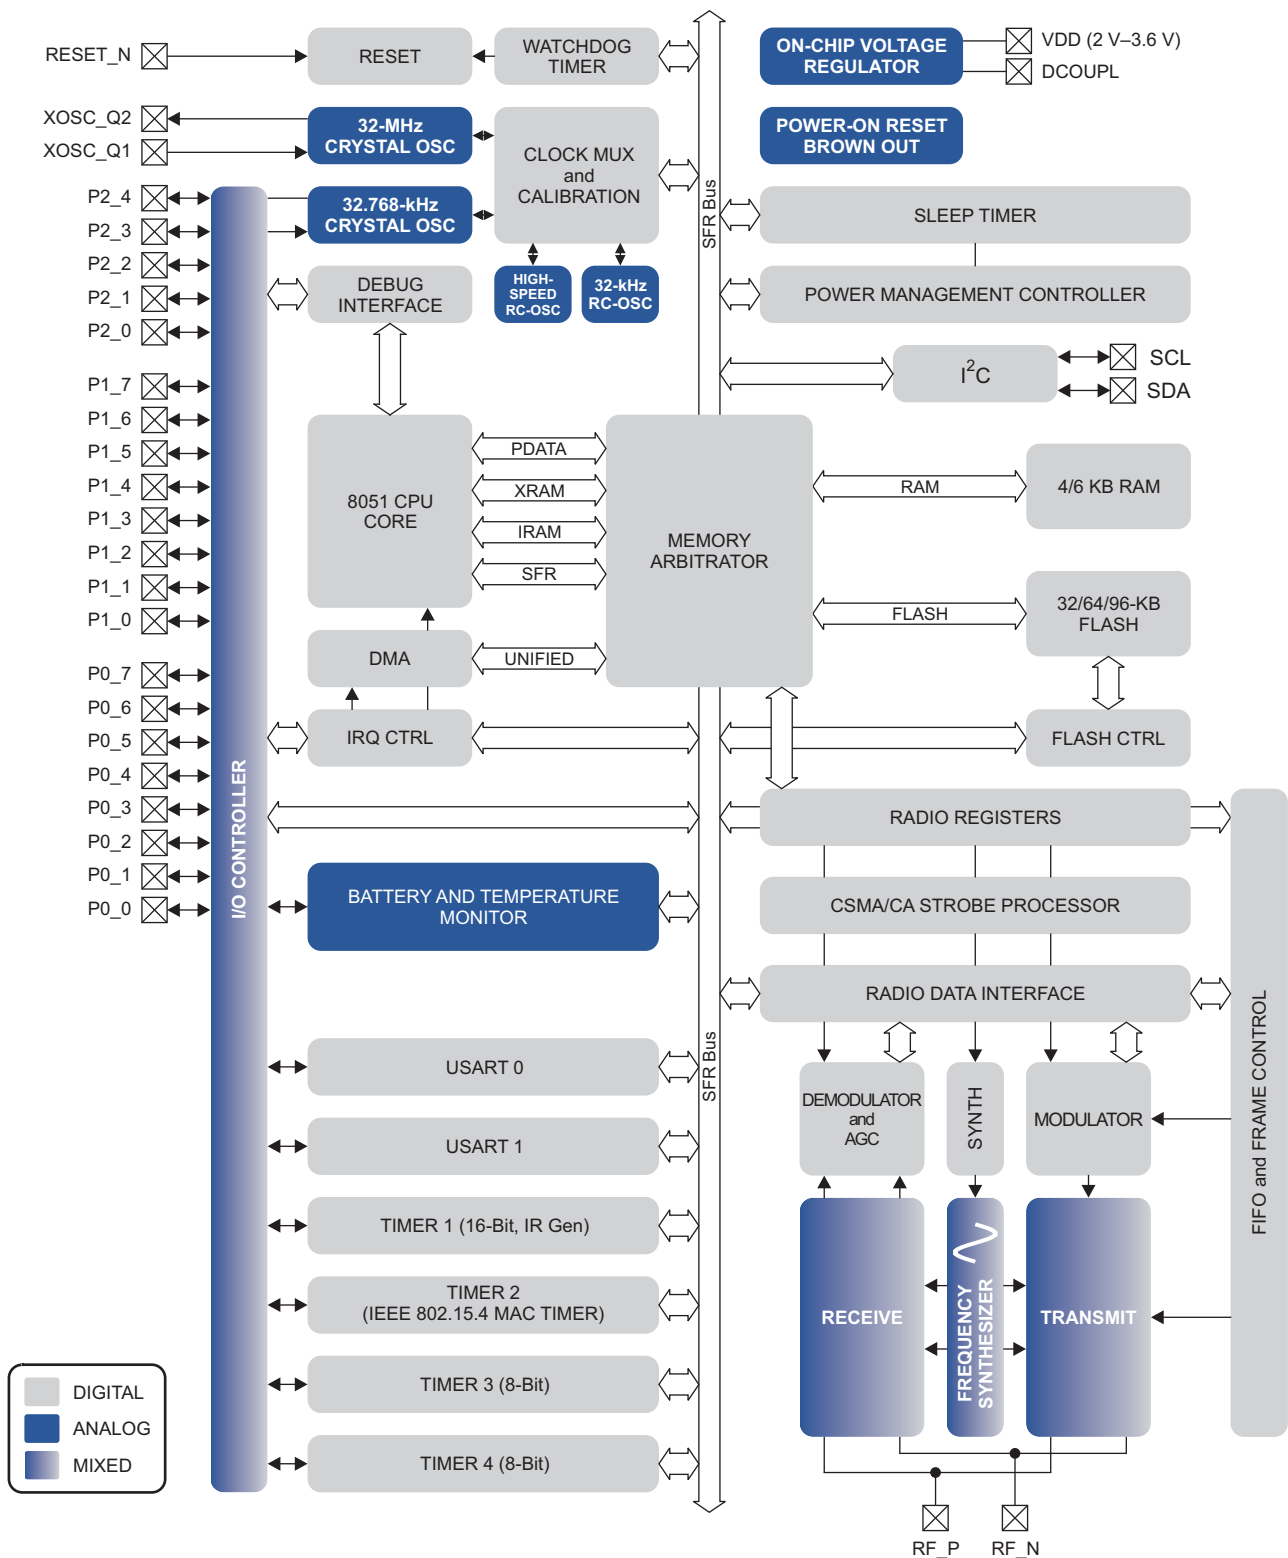 RESET_N
RESET
WATCHDOG
TIMER
ON-CHIP VOLTAGE
REGULATOR
VDD (2 V–3.6 V)
DCOUPL
XOSC_Q2
XOSC_Q1
32-MHz
CRYSTAL OSC
CLOCK MUX
and
CALIBRATION
POWER-ON RESET
BROWN OUT
P2_4
P2_3
P2_2
P2_1
P2_0
32.768-kHz
CRYSTAL OSC
SFR Bus
SLEEP TIMER
DEBUG
INTERFACE
HIGH-
SPEED
RC-OSC
32-kHz
RC-OSC
POWER MANAGEMENT CONTROLLER
I2C
SCL
SDA
P1_7
P1_6
P1_5
P1_4
P1_3
P1_2
P1_1
P1_0
8051 CPU
CORE
PDATA
XRAM
IRAM
SFR
MEMORY
ARBITRATOR
RAM
4/6 KB RAM
FLASH
32/64/96-KB
FLASH
DMA
UNIFIED
P0_7
P0_6
P0_5
P0_4
P0_3
P0_2
P0_1
P0_0
IRQ CTRL
FLASH CTRL
I/O CONTROLLER
RADIO REGISTERS
BATTERY AND TEMPERATURE
MONITOR
CSMA/CA STROBE PROCESSOR
RADIO DATA INTERFACE
FIFO and FRAME CONTROL
SFR Bus
USART 0
USART 1
TIMER 1 (16-Bit, IR Gen)
TIMER 2
(IEEE 802.15.4 MAC TIMER)
TIMER 3 (8-Bit)
TIMER 4 (8-Bit)
DEMODULATOR
and
AGC
SYNTH
MODULATOR
RECEIVE
FREQUENCY
SYNTHESIZER
TRANSMIT
DIGITAL
ANALOG
MIXED
RF_P
RF_N